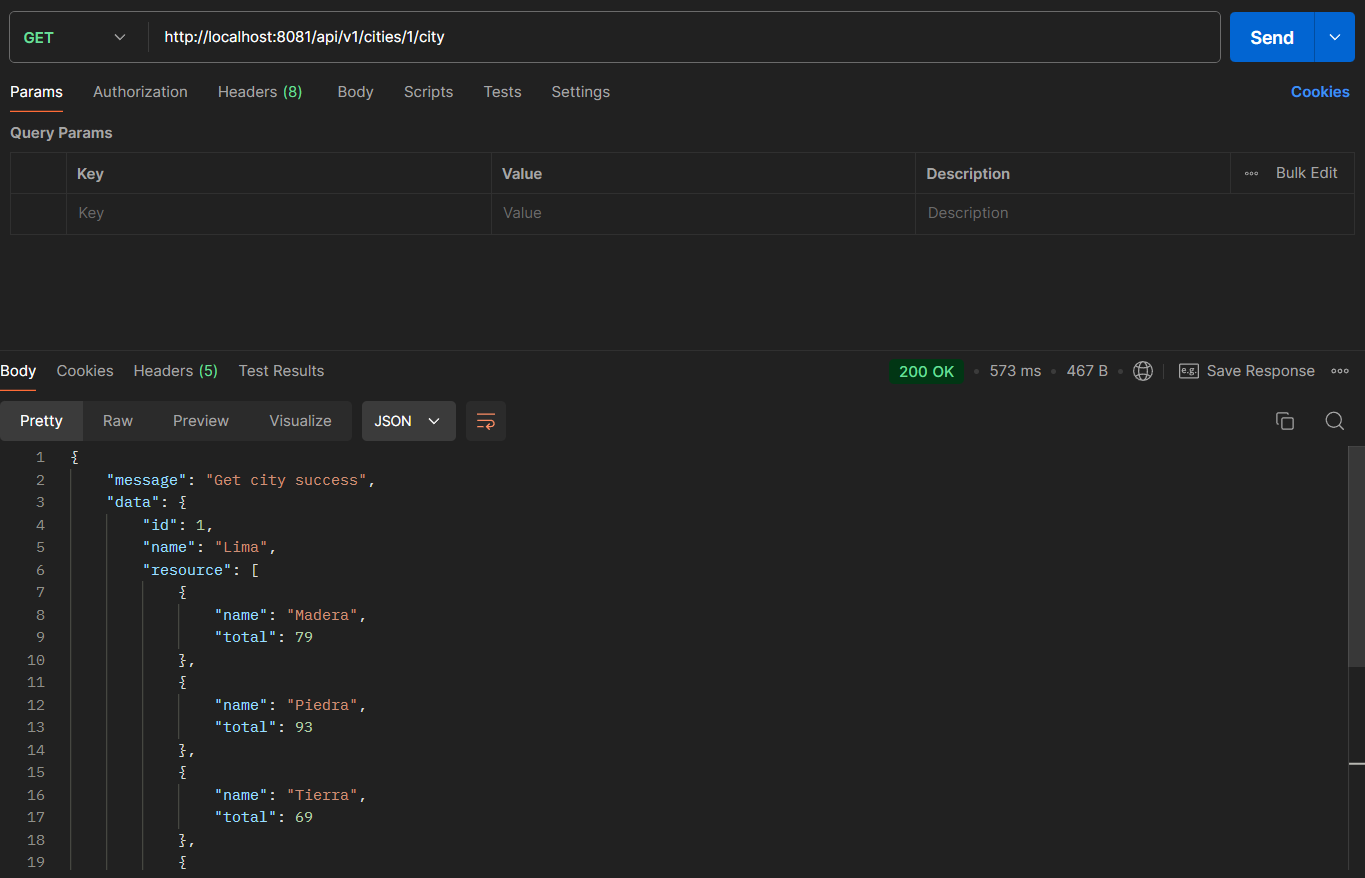 GET http://localhost:8081/api/v1/cities/1/city Send
Params Authorization Headers (8) Body Scripts Tests Settings Cookies
Query Params
Key Value Description Bulk Edit
Key Value Description
Body Cookies Headers (5) Test Results 200 OK 573 ms 467 B e.g. Save Response
Pretty Raw Preview Visualize JSON
1 {
2 "message": "Get city success",
3 "data": {
4 "id": 1,
5 "name": "Lima",
6 "resource": [
7 {
8 "name": "Madera",
9 "total": 79
10 },
11 {
12 "name": "Piedra",
13 "total": 93
14 },
15 {
16 "name": "Tierra",
17 "total": 69
18 },
19 {